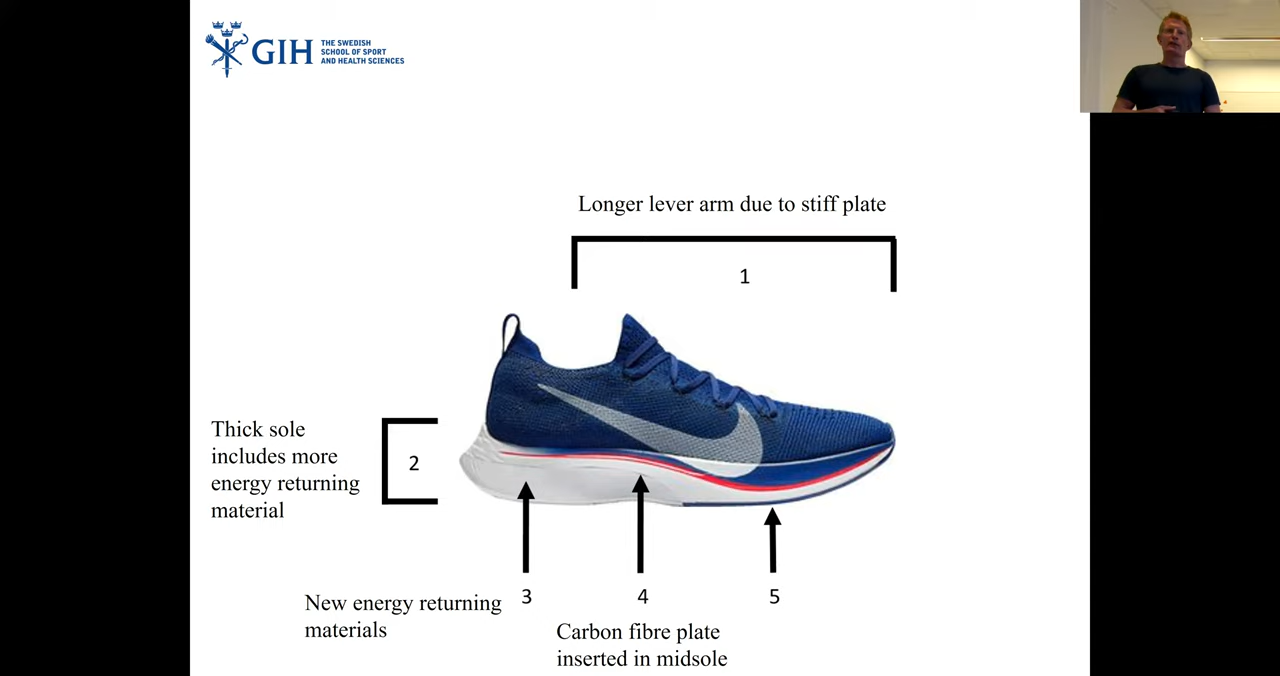 GIH
THE SWEDISH
SCHOOL OF SPORT
AND HEALTH SCIENCES
Longer lever arm due to stiff plate
1
Thick sole
includes more
energy returning
material
2
3
4
5
New energy returning
materials
Carbon fibre plate
inserted in midsole